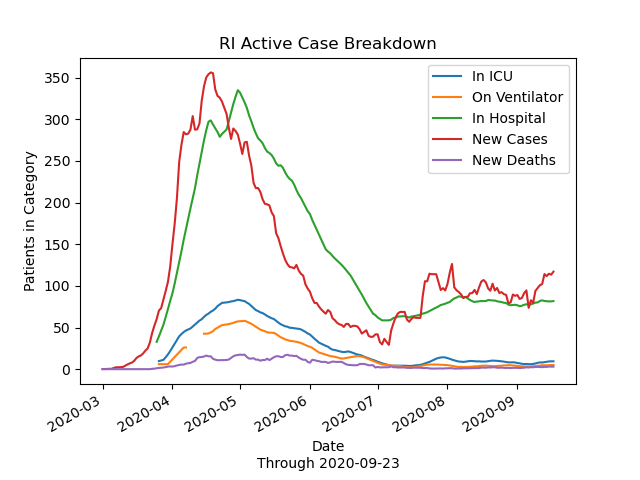 RI Active Case Breakdown
In ICU
On Ventilator
In Hospital
New Cases
New Deaths
Patients in Category
350
300
250
200
150
100
50
0
2020-03
2020-04
2020-05
2020-06
2020-07
2020-08
2020-09
Date
Through 2020-09-23